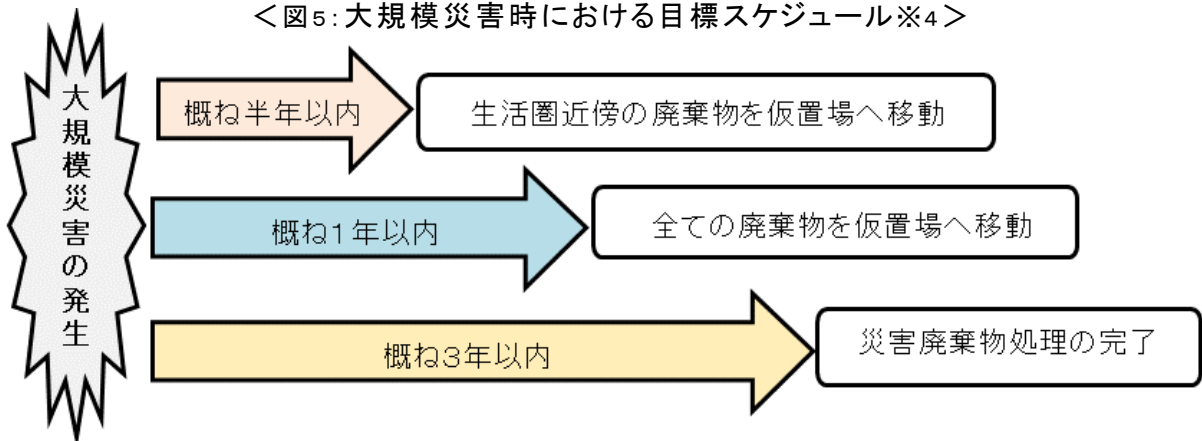 ＜図5：大規模災害時における目標スケジュール※4＞
大規模災害の発生
概ね半年以内
生活圏近傍の廃棄物を仮置場へ移動
概ね1年以内
全ての廃棄物を仮置場へ移動
概ね3年以内
災害廃棄物処理の完了